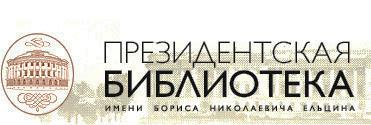 ПРЕЗИДЕНТСКАЯ
БИБЛИОТЕКА
ИМЕНИ БОРИСА НИКОЛАЕВИЧА ЕЛЬЦИНА